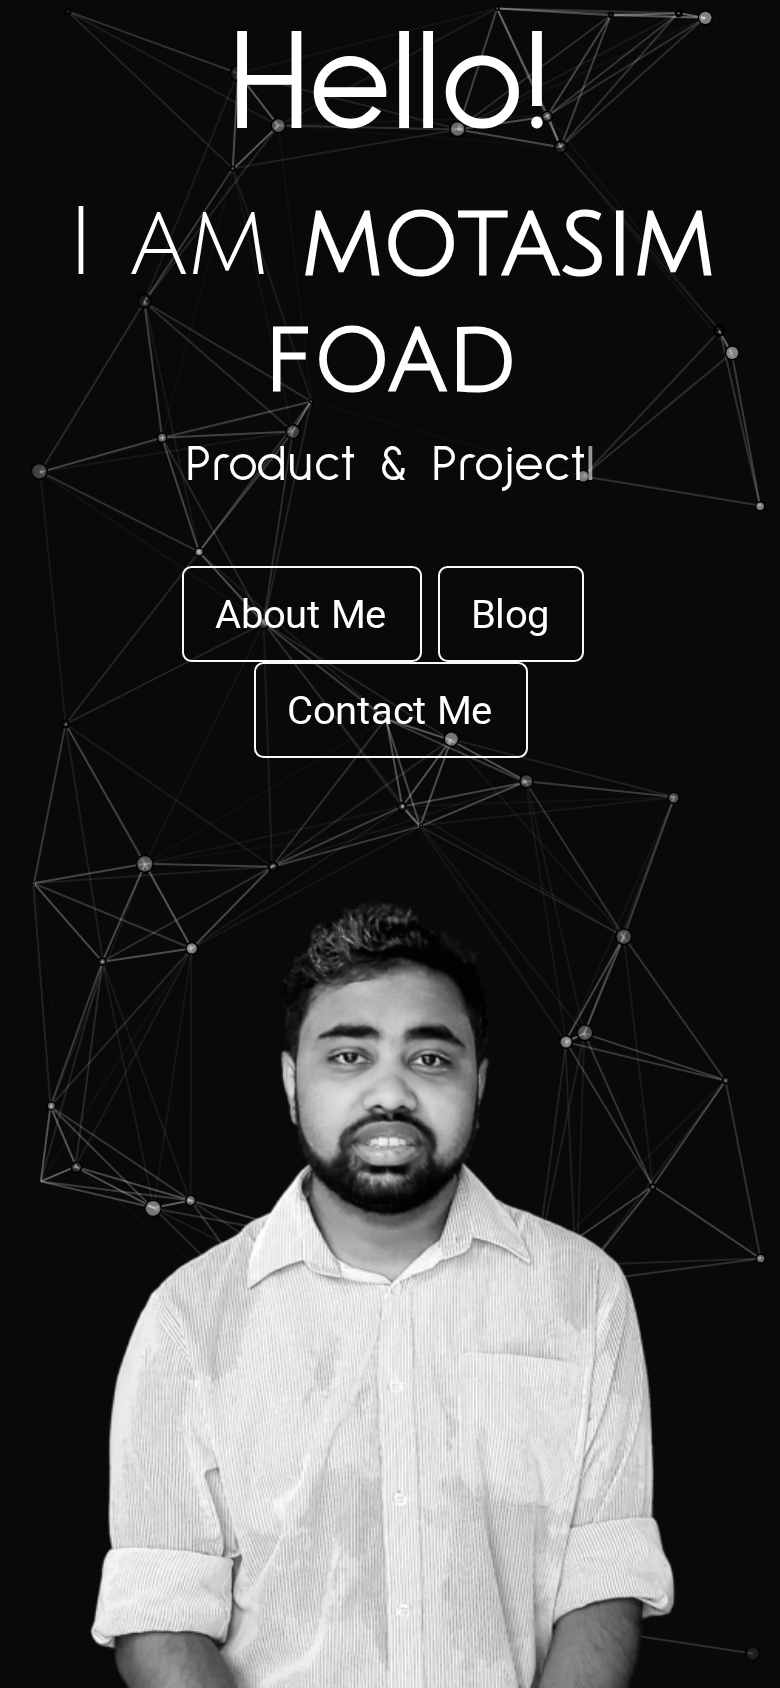 Hello!
I AM MOTASIM
FOAD
Product & Project
About Me
Blog
Contact Me